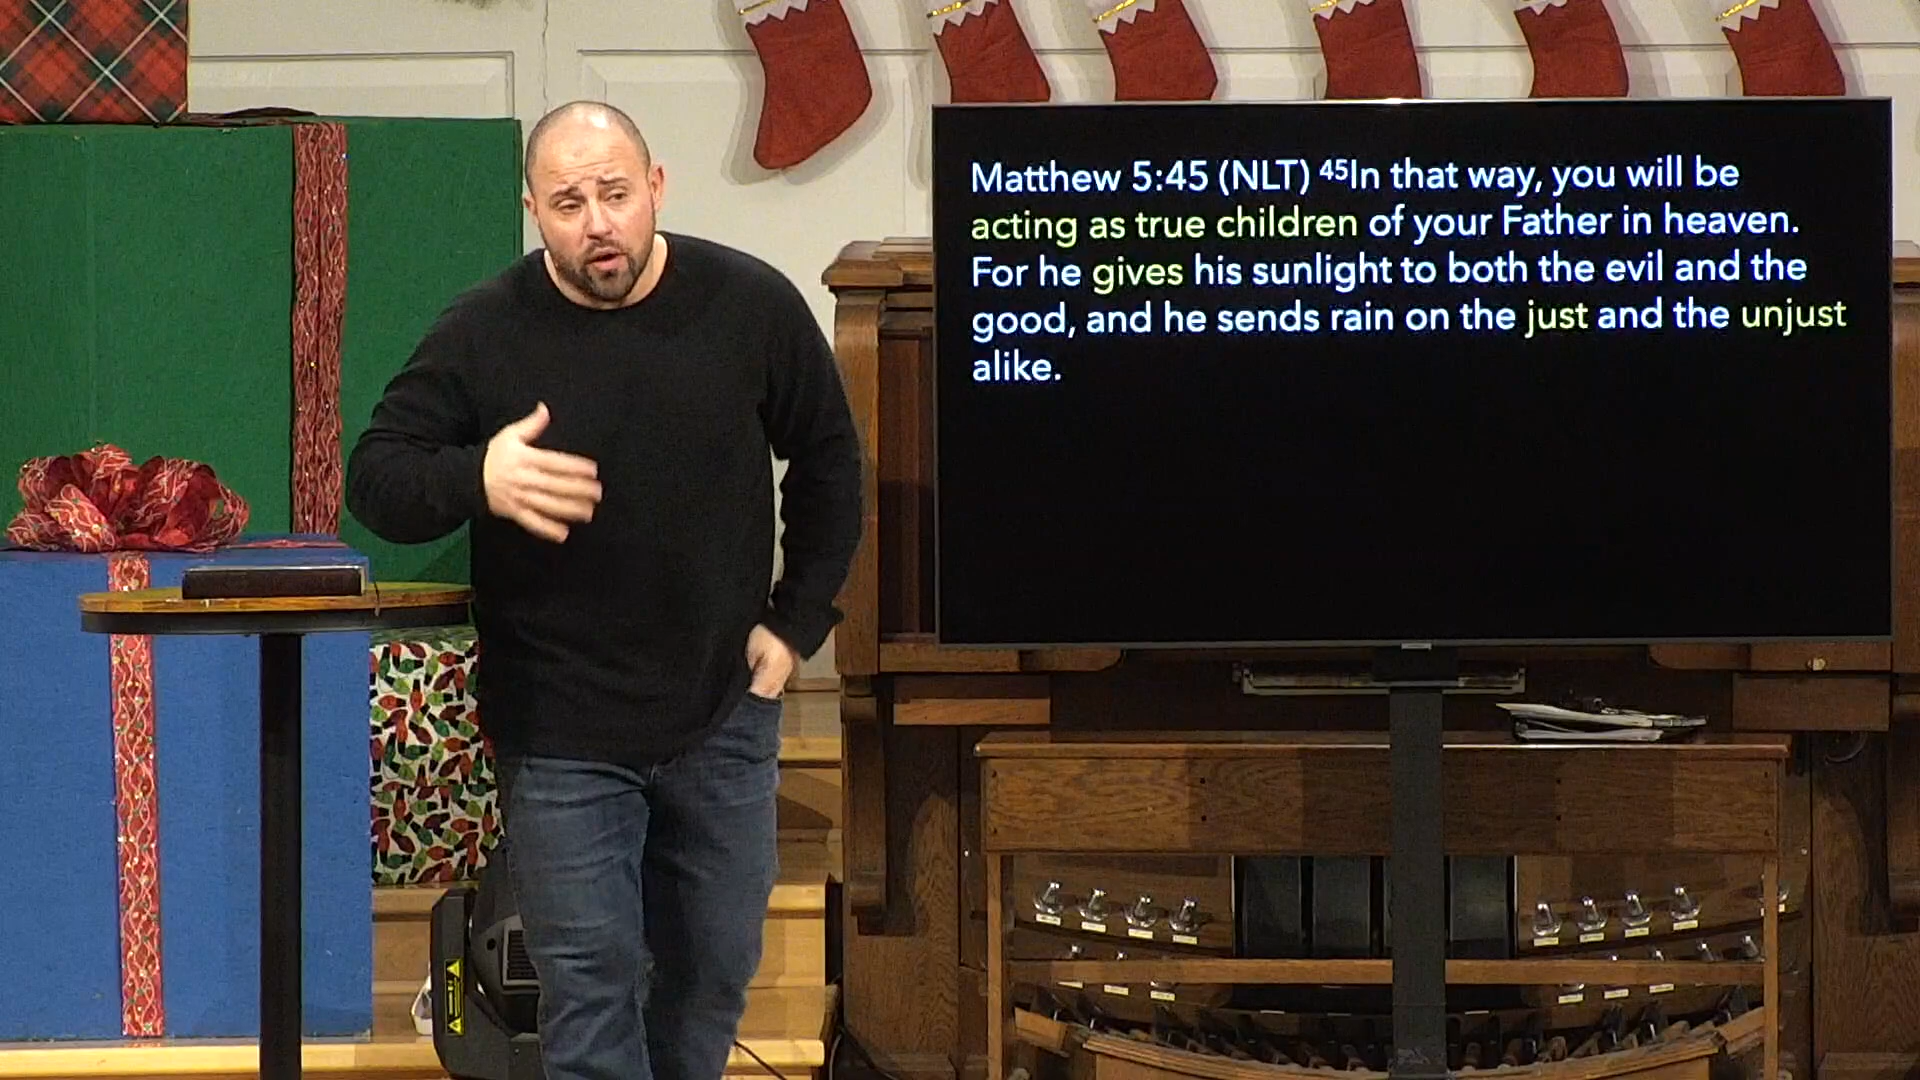 Matthew 5:45 (NLT) ⁴⁵In that way, you will be
acting as true children of your Father in heaven.
For he gives his sunlight to both the evil and the
good, and he sends rain on the just and the unjust
alike.